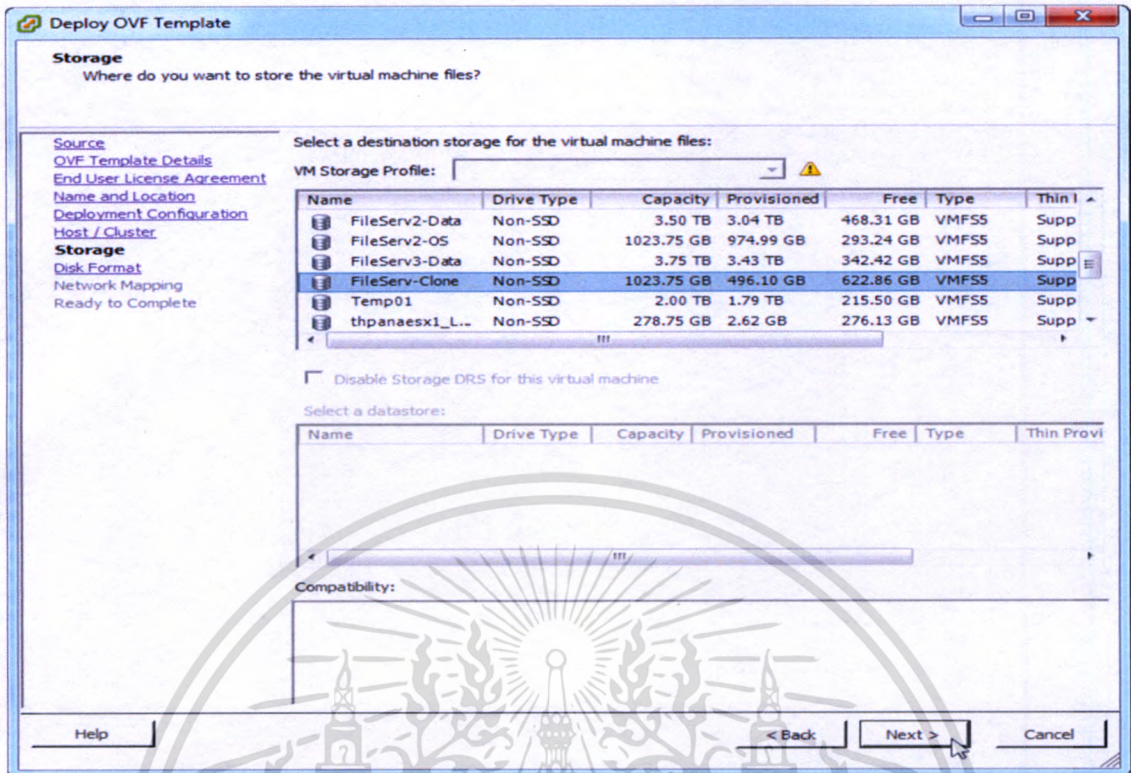 Deploy OVF Template
Storage
Where do you want to store the virtual machine files?
Source
OVF Template Details
End User License Agreement
Name and Location
Deployment Configuration
Host / Cluster
Storage
Disk Format
Network Mapping
Ready to Complete
Select a destination storage for the virtual machine files:
VM Storage Profile:
Name Drive Type Capacity Provisioned Free Type Thin
FileServ2-Data Non-SSD 3.50 TB 3.04 TB 468.31 GB VMFS5 Supp
FileServ2-OS Non-SSD 1023.75 GB 974.99 GB 293.24 GB VMFS5 Supp
FileServ3-Data Non-SSD 3.75 TB 3.43 TB 342.42 GB VMFS5 Supp
FileServ-Clone Non-SSD 1023.75 GB 496.10 GB 622.86 GB VMFS5 Supp
Temp01 Non-SSD 2.00 TB 1.79 TB 215.50 GB VMFS5 Supp
thpanaesx1_L... Non-SSD 278.75 GB 2.62 GB 276.13 GB VMFS5 Supp
Disable Storage DRS for this virtual machine
Select a datastore:
Name Drive Type Capacity Provisioned Free Type Thin Provi
Compatibility:
Help
< Back
Next >
Cancel